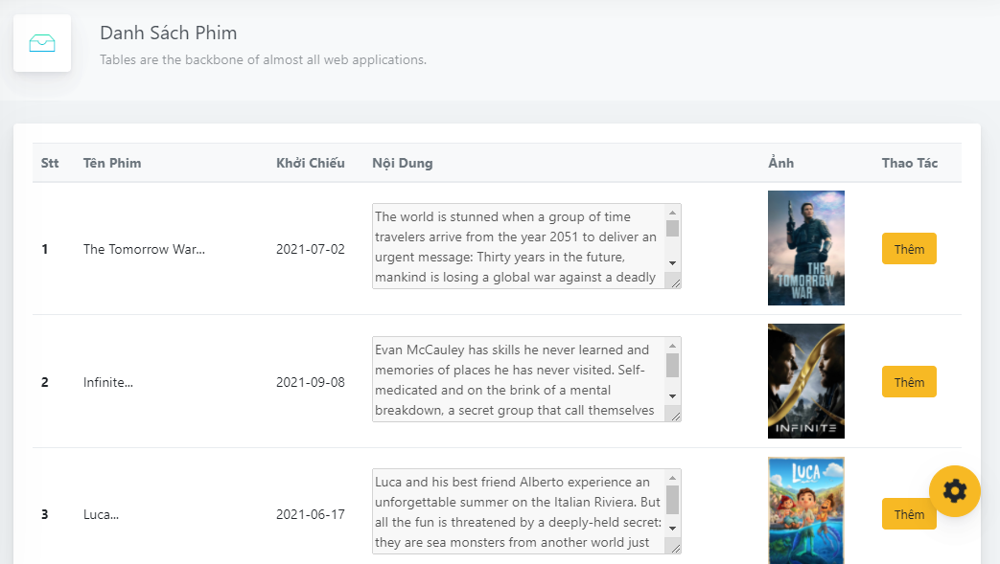 Danh Sách Phim
Tables are the backbone of almost all web applications.
Stt Tên Phim Khởi Chiếu Nội Dung Ảnh Thao Tác
1 The Tomorrow War... 2021-07-02
The world is stunned when a group of time
travelers arrive from the year 2051 to deliver an
urgent message: Thirty years in the future,
mankind is losing a global war against a deadly
THE
TOMORROW
WAR
Thêm
2 Infinite... 2021-09-08
Evan McCauley has skills he never learned and
memories of places he has never visited. Self-
medicated and on the brink of a mental
breakdown, a secret group that call themselves
INFINITE
Thêm
3 Luca... 2021-06-17
Luca and his best friend Alberto experience an
unforgettable summer on the Italian Riviera. But
all the fun is threatened by a deeply-held secret:
they are sea monsters from another world just
LUCA
Thêm